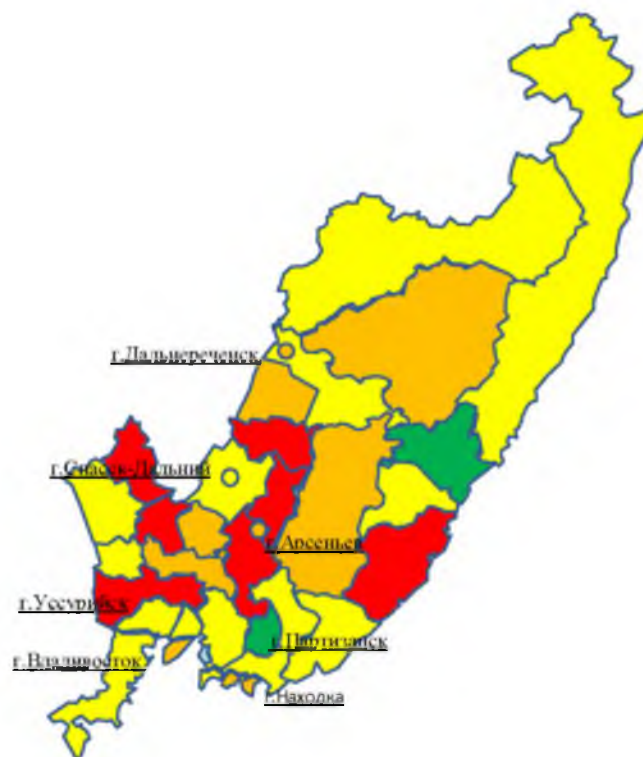 г.Дальнереченск
г.Спасск-Дальний
г. Арсеньев
г.Уссурийск
г.Партизанск
г.Владивосток
г.Находка